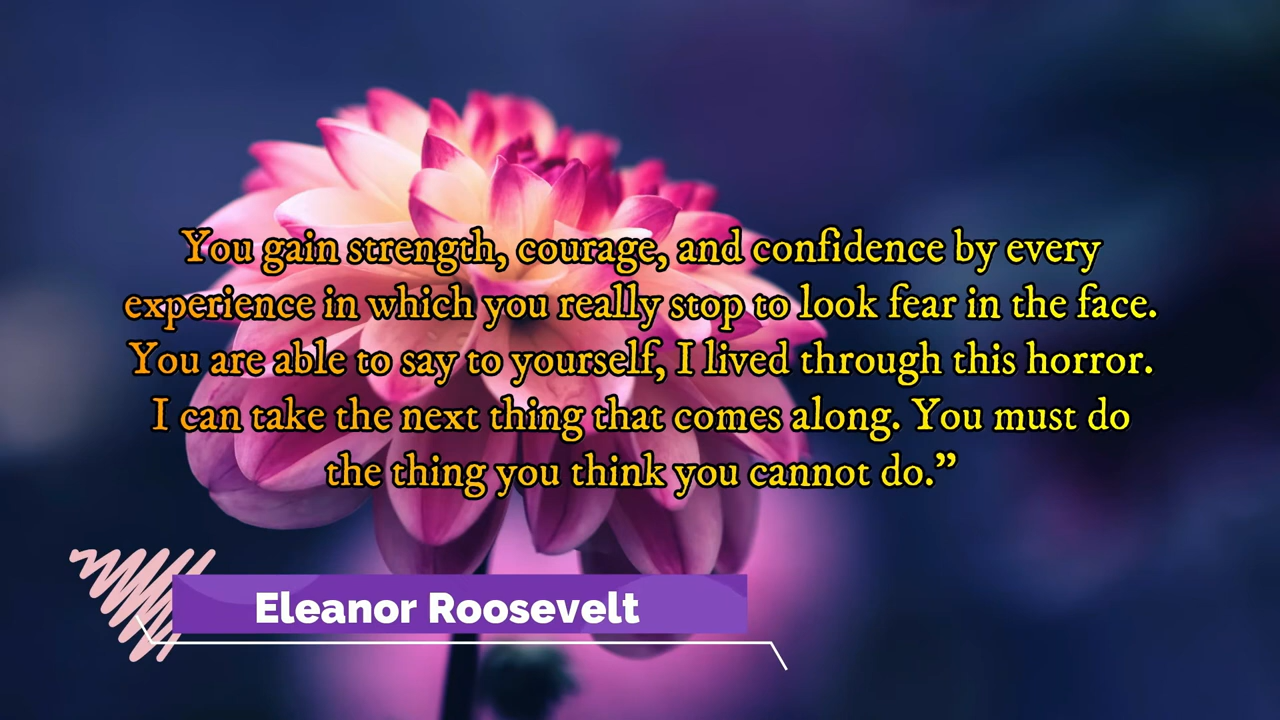 You gain strength, courage, and confidence by every
experience in which you really stop to look fear in the face.
You are able to say to yourself, I lived through this horror.
I can take the next thing that comes along. You must do
the thing you think you cannot do.”
Eleanor Roosevelt